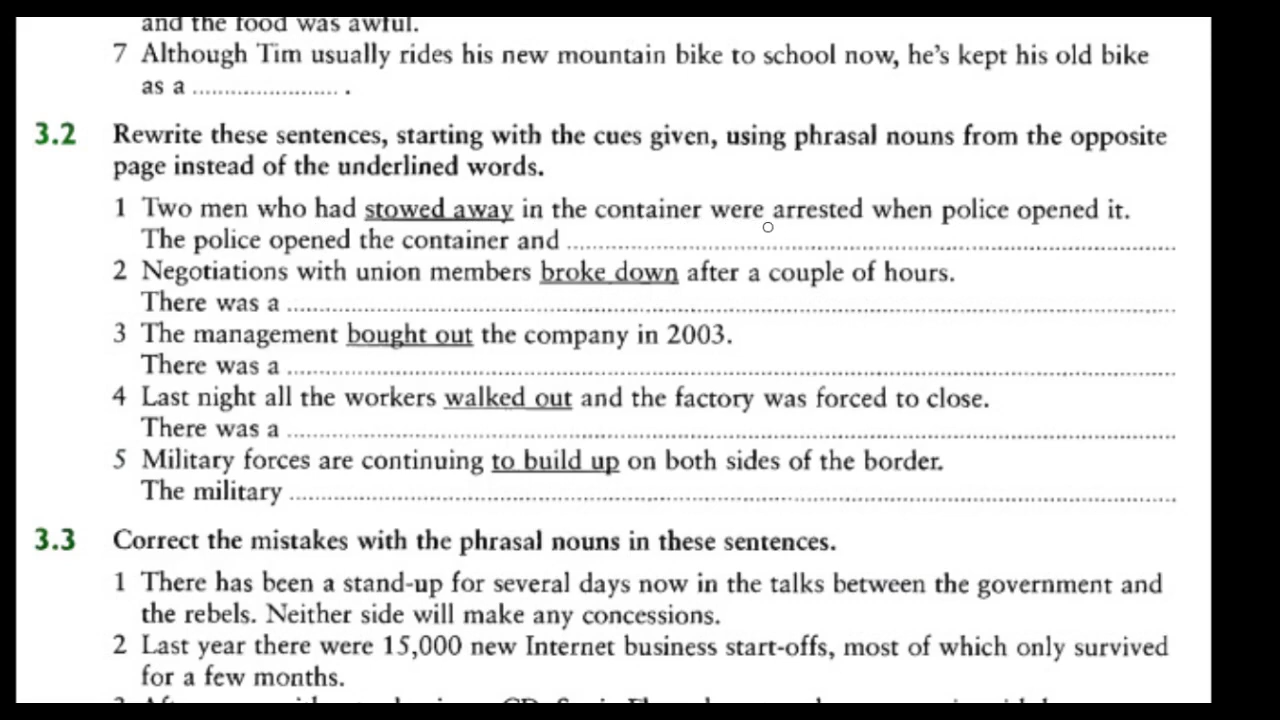 and the food was awful.
7 Although Tim usually rides his new mountain bike to school now, he's kept his old bike
as a ...................... .
3.2 Rewrite these sentences, starting with the cues given, using phrasal nouns from the opposite
page instead of the underlined words.
1 Two men who had stowed away in the container were arrested when police opened it.
The police opened the container and ......................
2 Negotiations with union members broke down after a couple of hours.
There was a ......................
3 The management bought out the company in 2003.
There was a ......................
4 Last night all the workers walked out and the factory was forced to close.
There was a ......................
5 Military forces are continuing to build up on both sides of the border.
The military ......................
3.3 Correct the mistakes with the phrasal nouns in these sentences.
1 There has been a stand-up for several days now in the talks between the government and
the rebels. Neither side will make any concessions.
2 Last year there were 15,000 new Internet business start-offs, most of which only survived
for a few months.